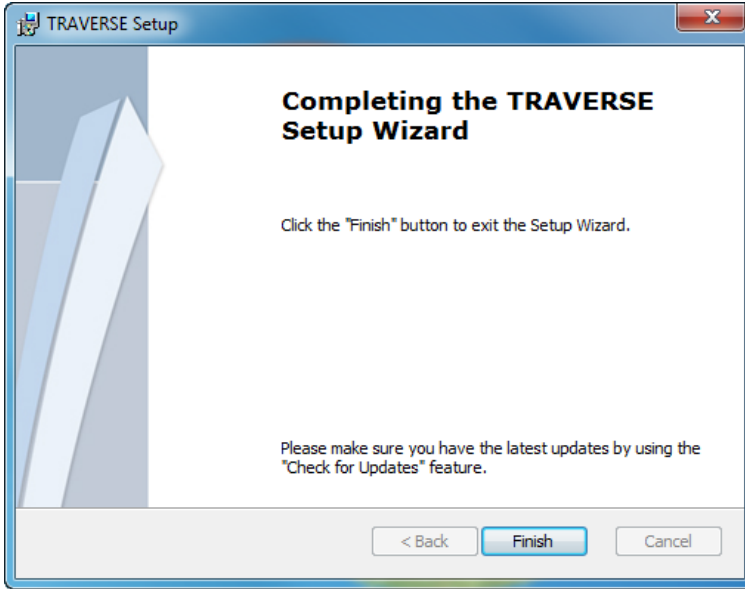 TRAVERSE Setup
Completing the TRAVERSE
Setup Wizard
Click the "Finish" button to exit the Setup Wizard.
Please make sure you have the latest updates by using the
"Check for Updates" feature.
< Back Finish Cancel